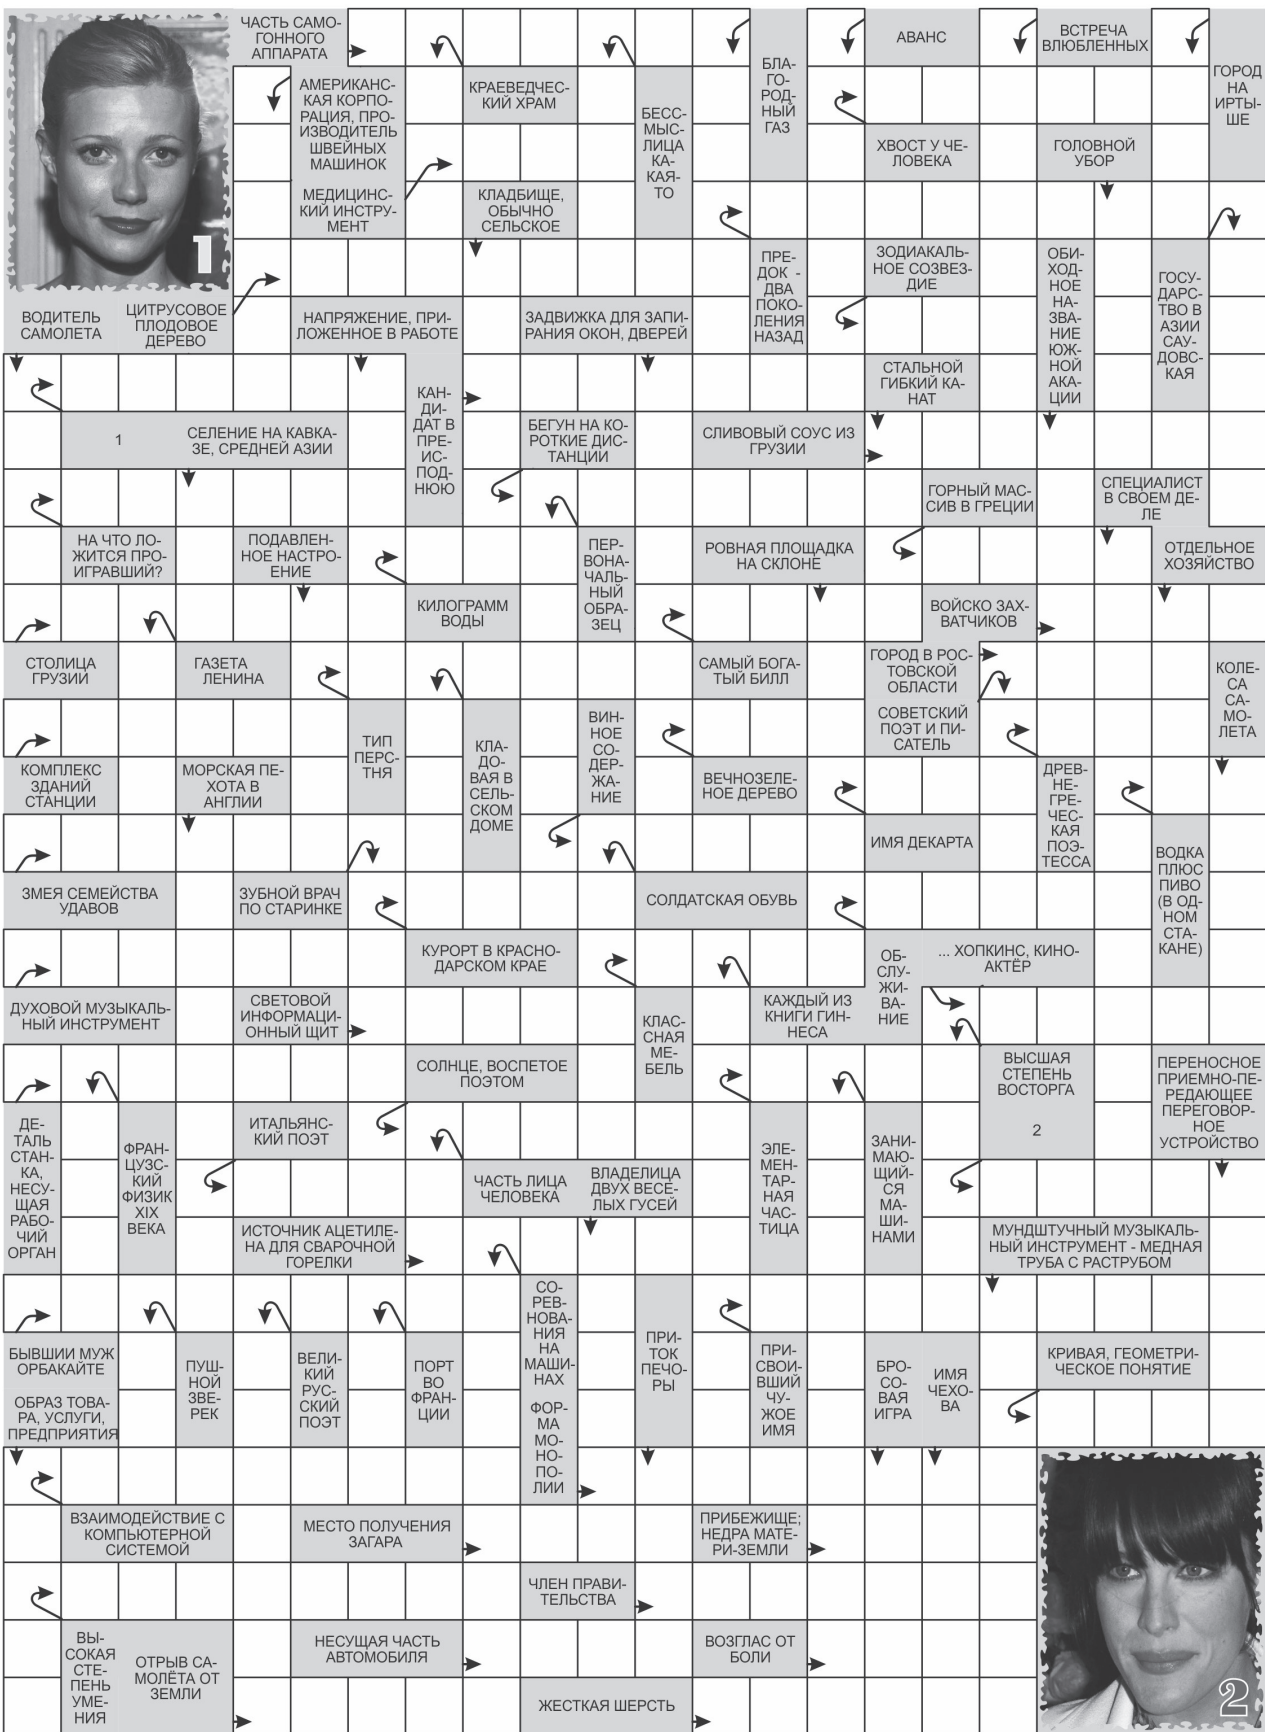 ЧАСТЬ САМО-
ГОННОГО
АППАРАТА
АВАНС
ВСТРЕЧА
ВЛЮБЛЕННЫХ
АМЕРИКАНС-
КАЯ КОРПО-
РАЦИЯ, ПРО-
ИЗВОДИТЕЛЬ
ШВЕЙНЫХ
МАШИНОК
МЕДИЦИНС-
КИЙ ИНСТРУ-
МЕНТ
КРАЕВЕДЧЕС-
КИЙ ХРАМ
БЕСС-
МЫС-
ЛИЦА
КА-
КАЯ-
ТО
БЛА-
ГО-
РОД-
НЫЙ
ГАЗ
ГОРОД
НА
ИРТЫ-
ШЕ
ХВОСТ У ЧЕ-
ЛОВЕКА
ГОЛОВНОЙ
УБОР
КЛАДБИЩЕ,
ОБЫЧНО
СЕЛЬСКОЕ
1
ПРЕ-
ДОК -
ДВА
ПОКО-
ЛЕНИЯ
НАЗАД
ЗОДИАКАЛЬ-
НОЕ СОЗВЕЗ-
ДИЕ
ОБИ-
ХОД-
НОЕ
НА-
ЗВА-
НИЕ
ЮЖ-
НОЙ
АКА-
ЦИИ
ГОСУ-
ДАРС-
ТВО В
АЗИИ
САУ-
ДОВС-
КАЯ
ВОДИТЕЛЬ
САМОЛЕТА
ЦИТРУСОВОЕ
ПЛОДОВОЕ
ДЕРЕВО
НАПРЯЖЕНИЕ, ПРИ-
ЛОЖЕННОЕ В РАБОТЕ
ЗАДВИЖКА ДЛЯ ЗАПИ-
РАНИЯ ОКОН, ДВЕРЕЙ
КАН-
ДИ-
ДАТ В
ПРЕ-
ИС-
ПОД-
НЮЮ
СТАЛЬНОЙ
ГИБКИЙ КА-
НАТ
1
СЕЛЕНИЕ НА КАВКА-
ЗЕ, СРЕДНЕЙ АЗИИ
БЕГУН НА КО-
РОТКИЕ ДИС-
ТАНЦИИ
СЛИВОВЫЙ СОУС ИЗ
ГРУЗИИ
ГОРНЫЙ МАС-
СИВ В ГРЕЦИИ
СПЕЦИАЛИСТ
В СВОЕМ ДЕ-
ЛЕ
НА ЧТО ЛО-
ЖИТСЯ ПРО-
ИГРАВШИЙ?
ПОДАВЛЕН-
НОЕ НАСТРО-
ЕНИЕ
ПЕР-
ВОНА-
ЧАЛЬ-
НЫЙ
ОБРА-
ЗЕЦ
РОВНАЯ ПЛОЩАДКА
НА СКЛОНЕ
ОТДЕЛЬНОЕ
ХОЗЯЙСТВО
КИЛОГРАММ
ВОДЫ
ВОЙСКО ЗАХ-
ВАТЧИКОВ
СТОЛИЦА
ГРУЗИИ
ГАЗЕТА
ЛЕНИНА
САМЫЙ БОГА-
ТЫЙ БИЛЛ
ГОРОД В РОС-
ТОВСКОЙ
ОБЛАСТИ
СОВЕТСКИЙ
ПОЭТ И ПИ-
САТЕЛЬ
КОЛЕ-
СА
СА-
МО-
ЛЕТА
ТИП
ПЕРС-
ТНЯ
КЛА-
ДО-
ВАЯ В
СЕЛЬ-
СКОМ
ДОМЕ
ВИН-
НОЕ
СО-
ДЕР-
ЖА-
НИЕ
КОМПЛЕКС
ЗДАНИЙ
СТАНЦИИ
МОРСКАЯ ПЕ-
ХОТА В
АНГЛИИ
ВЕЧНОЗЕЛЕ-
НОЕ ДЕРЕВО
ДРЕВ-
НЕ-
ГРЕ-
ЧЕС-
КАЯ
ПОЭ-
ТЕССА
ИМЯ ДЕКАРТА
ВОДКА
ПЛЮС
ПИВО
(В ОД-
НОМ
СТА-
КАНЕ)
ЗМЕЯ СЕМЕЙСТВА
УДАВОВ
ЗУБНОЙ ВРАЧ
ПО СТАРИНКЕ
СОЛДАТСКАЯ ОБУВЬ
КУРОРТ В КРАСНО-
ДАРСКОМ КРАЕ
ОБ-
СЛУ-
ЖИ-
ВА-
НИЕ
... ХОПКИНС, КИНО-
АКТЁР
ДУХОВОЙ МУЗЫКАЛЬ-
НЫЙ ИНСТРУМЕНТ
СВЕТОВОЙ
ИНФОРМАЦИ-
ОННЫЙ ЩИТ
КЛАС-
СНАЯ
МЕ-
БЕЛЬ
КАЖДЫЙ ИЗ
КНИГИ ГИН-
НЕСА
СОЛНЦЕ, ВОСПЕТОЕ
ПОЭТОМ
ВЫСШАЯ
СТЕПЕНЬ
ВОСТОРГА
2
ПЕРЕНОСНОЕ
ПРИЕМНО-ПЕ-
РЕДАЮЩЕЕ
ПЕРЕГОВОР-
НОЕ
УСТРОЙСТВО
ДЕ-
ТАЛЬ
СТАН-
КА,
НЕСУ-
ЩАЯ
РАБО-
ЧИЙ
ОРГАН
ФРАН-
ЦУЗС-
КИЙ
ФИЗИК
XIX
ВЕКА
ИТАЛЬЯНС-
КИЙ ПОЭТ
ЭЛЕ-
МЕН-
ТАР-
НАЯ
ЧАС-
ТИЦА
ЗАНИ-
МАЮ-
ЩИЙ-
СЯ
МА-
ШИ-
НАМИ
ЧАСТЬ ЛИЦА
ЧЕЛОВЕКА
ВЛАДЕЛИЦА
ДВУХ ВЕСЕ-
ЛЫХ ГУСЕЙ
ИСТОЧНИК АЦЕТИЛЕ-
НА ДЛЯ СВАРОЧНОЙ
ГОРЕЛКИ
МУНДШТУЧНЫЙ МУЗЫКАЛЬ-
НЫЙ ИНСТРУМЕНТ - МЕДНАЯ
ТРУБА С РАСТРУБОМ
СО-
РЕВ-
НОВА-
НИЯ
НА
МАШИ-
НАХ
ФОР-
МА
МО-
НО-
ПО-
ЛИИ
ПРИ-
ТОК
ПЕЧО-
РЫ
БЫВШИИ МУЖ
ОРБАКАЙТЕ
ОБРАЗ ТОВА-
РА, УСЛУГИ,
ПРЕДПРИЯТИЯ
ПУШ-
НОЙ
ЗВЕ-
РЕК
ВЕЛИ-
КИЙ
РУС-
СКИЙ
ПОЭТ
ПОРТ
ВО
ФРАН-
ЦИИ
ПРИ-
СВОИ-
ВШИЙ
ЧУ-
ЖОЕ
ИМЯ
БРО-
СО-
ВАЯ
ИГРА
ИМЯ
ЧЕХО-
ВА
КРИВАЯ, ГЕОМЕТРИ-
ЧЕСКОЕ ПОНЯТИЕ
ВЗАИМОДЕЙСТВИЕ С
КОМПЬЮТЕРНОЙ
СИСТЕМОЙ
МЕСТО ПОЛУЧЕНИЯ
ЗАГАРА
ПРИБЕЖИЩЕ;
НЕДРА МАТЕ-
РИ-ЗЕМЛИ
ЧЛЕН ПРАВИ-
ТЕЛЬСТВА
ВЫ-
СОКАЯ
СТЕ-
ПЕНЬ
УМЕ-
НИЯ
ОТРЫВ СА-
МОЛЁТА ОТ
ЗЕМЛИ
НЕСУЩАЯ ЧАСТЬ
АВТОМОБИЛЯ
ВОЗГЛАС ОТ
БОЛИ
ЖЕСТКАЯ ШЕРСТЬ
2